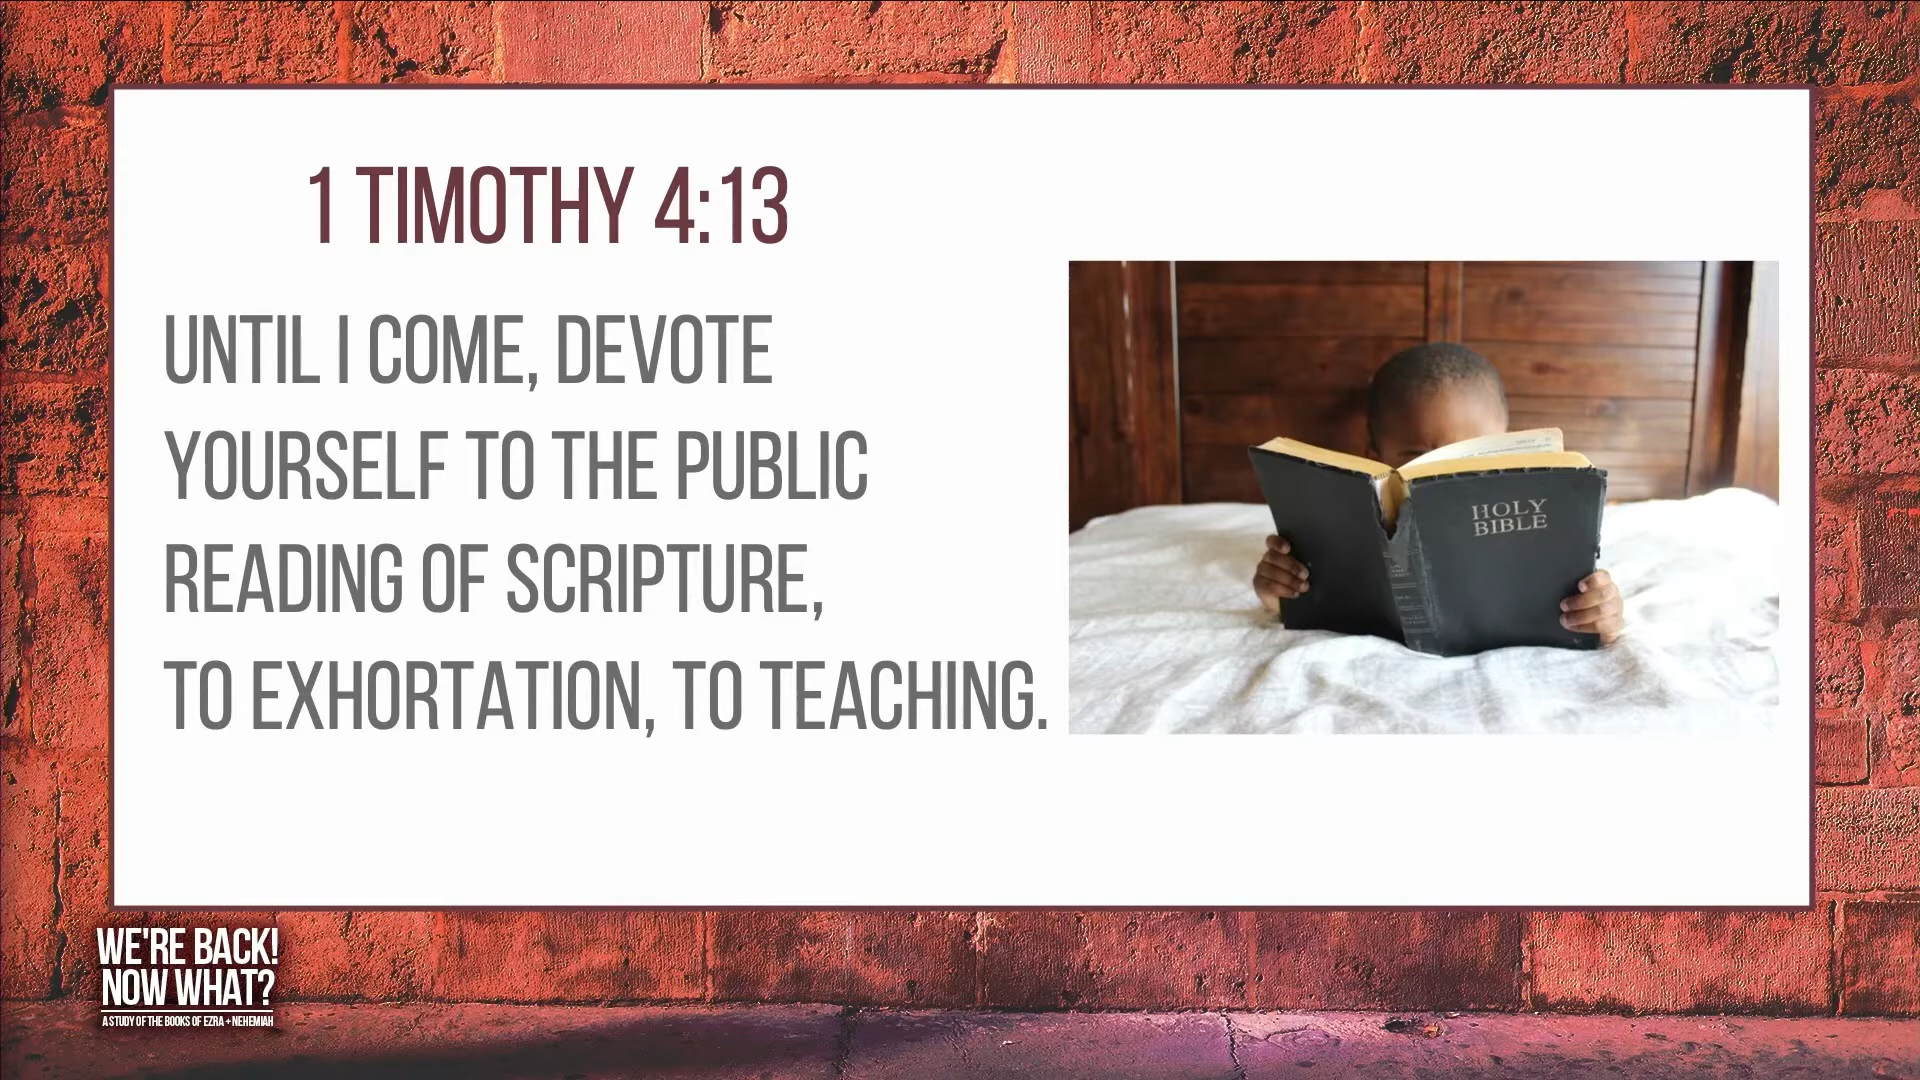 1 TIMOTHY 4:13
UNTIL I COME, DEVOTE
YOURSELF TO THE PUBLIC
READING OF SCRIPTURE,
TO EXHORTATION, TO TEACHING.
HOLY
BIBLE
WE'RE BACK!
NOW WHAT?
A STUDY OF THE BOOKS OF EZRA + NEHEMIAH